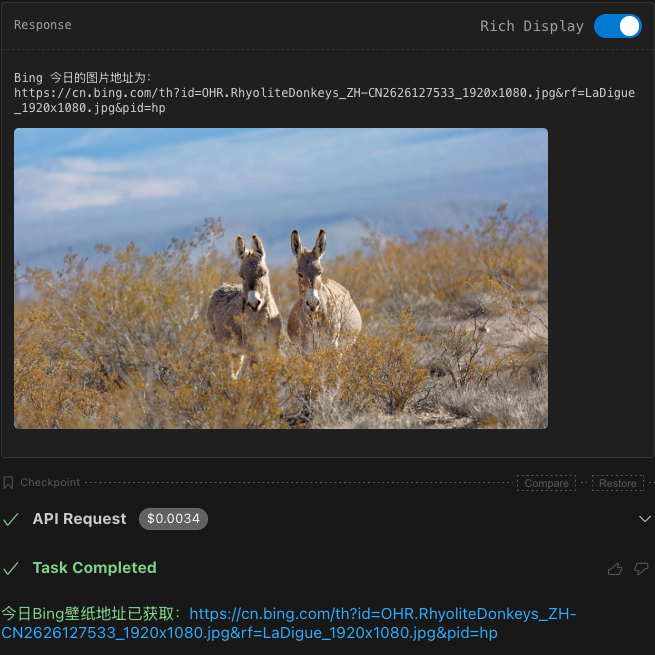 Response
Rich Display
Bing 今日的图片地址为:
https://cn.bing.com/th?id=OHR.RhyoliteDonkeys_ZH-CN2626127533_1920x1080.jpg&rf=LaDigue
_1920x1080.jpg&pid=hp
Checkpoint
Compare
Restore
API Request
$0.0034
Task Completed
今日Bing壁纸地址已获取：https://cn.bing.com/th?id=OHR.RhyoliteDonkeys_ZH-
CN2626127533_1920x1080.jpg&rf=LaDigue_1920x1080.jpg&pid=hp